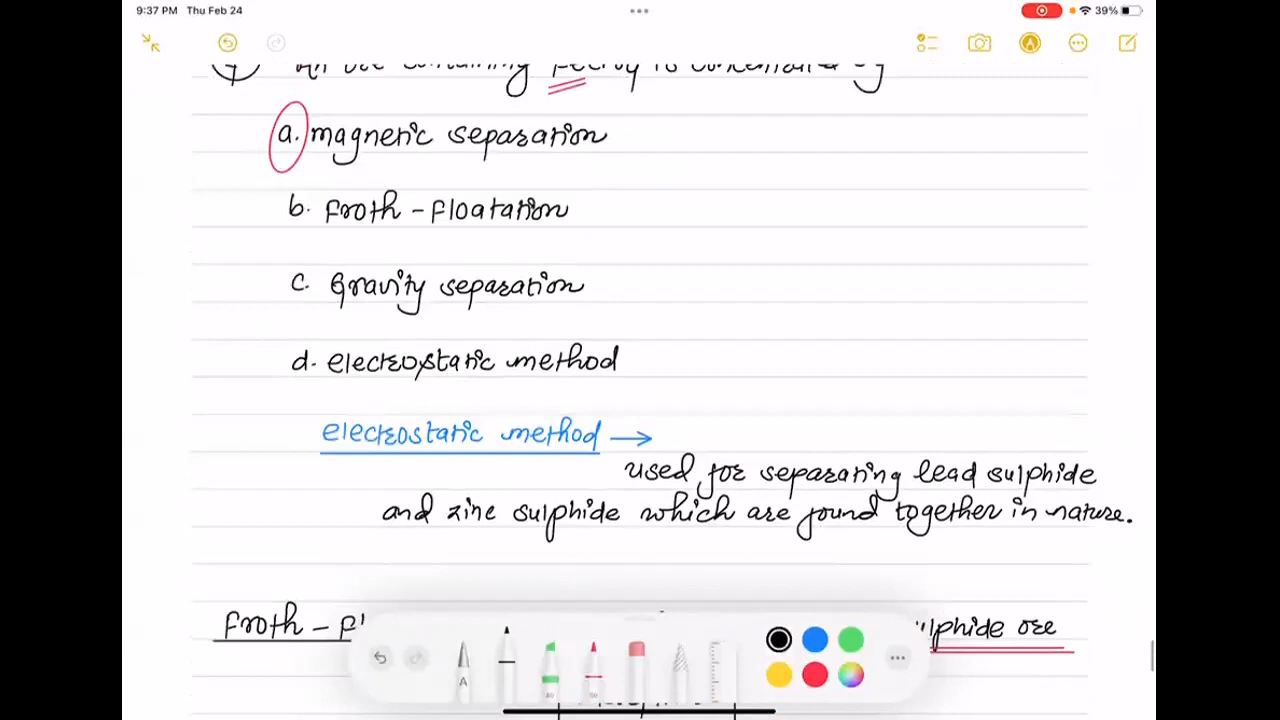 9:37 PM Thu Feb 24
39%
a. magnetic separation
b. Froth - Floatation
c. Gravity separation
d. electrostatic method
electrostatic method →
used for separating lead sulphide
and zinc sulphide which are found together in nature.
Froth - ore
A